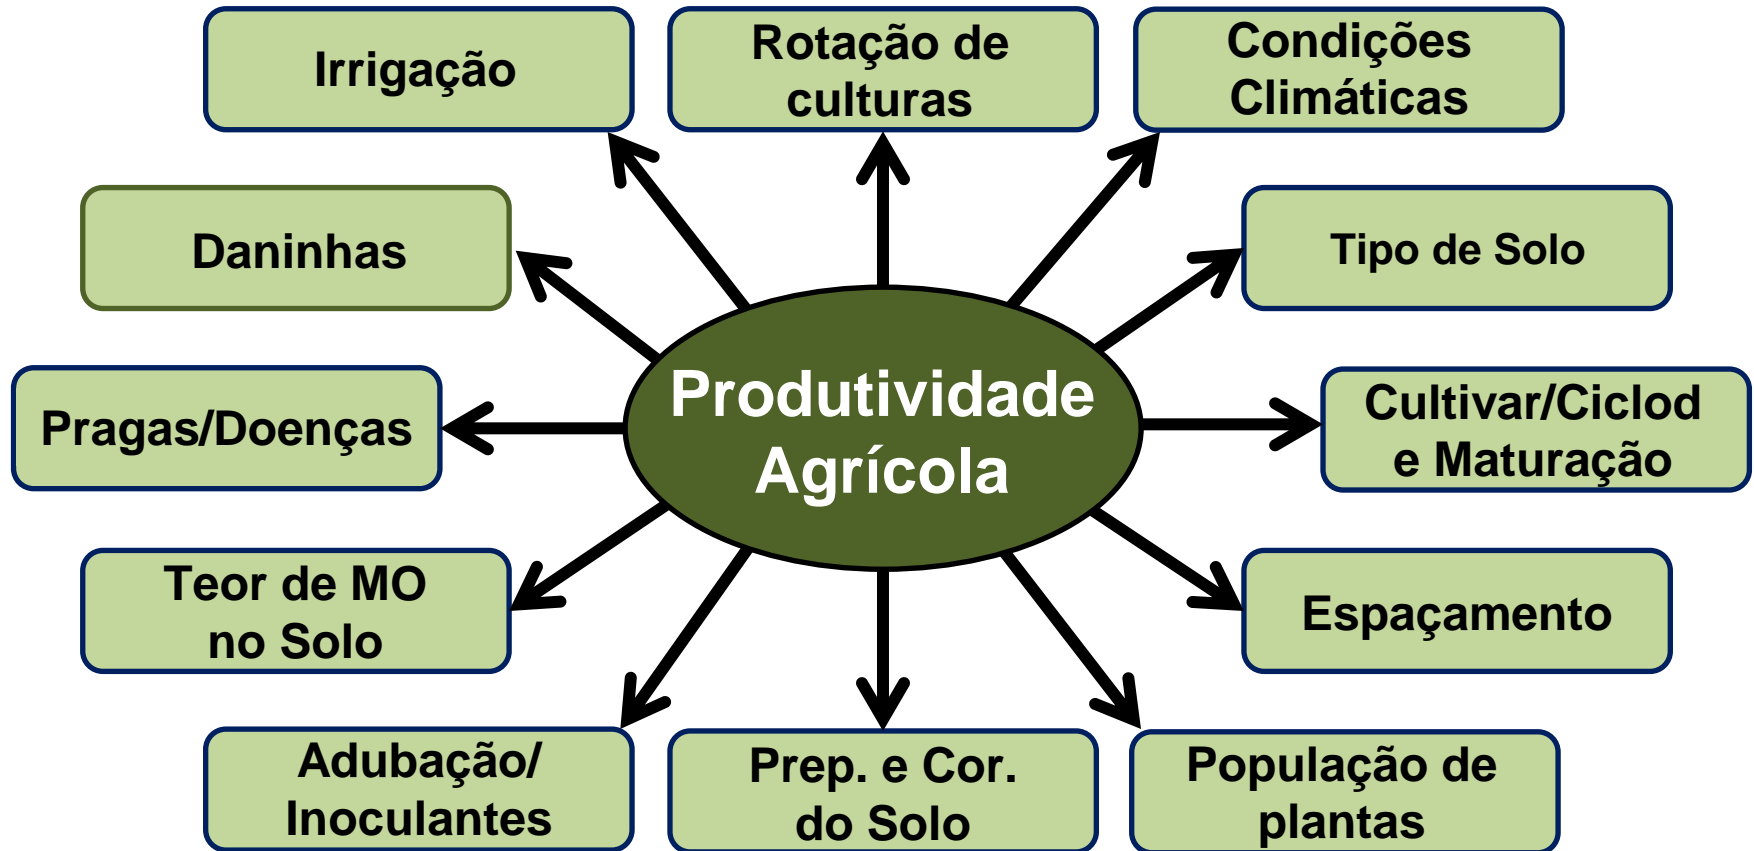 Irrigação
Rotação de
culturas
Condições
Climáticas
Daninhas
Tipo de Solo
Produtividade
Agrícola
Pragas/Doenças
Cultivar/Ciclod
e Maturação
Teor de MO
no Solo
Espaçamento
Adubação/
Inoculantes
Prep. e Cor.
do Solo
População de
plantas